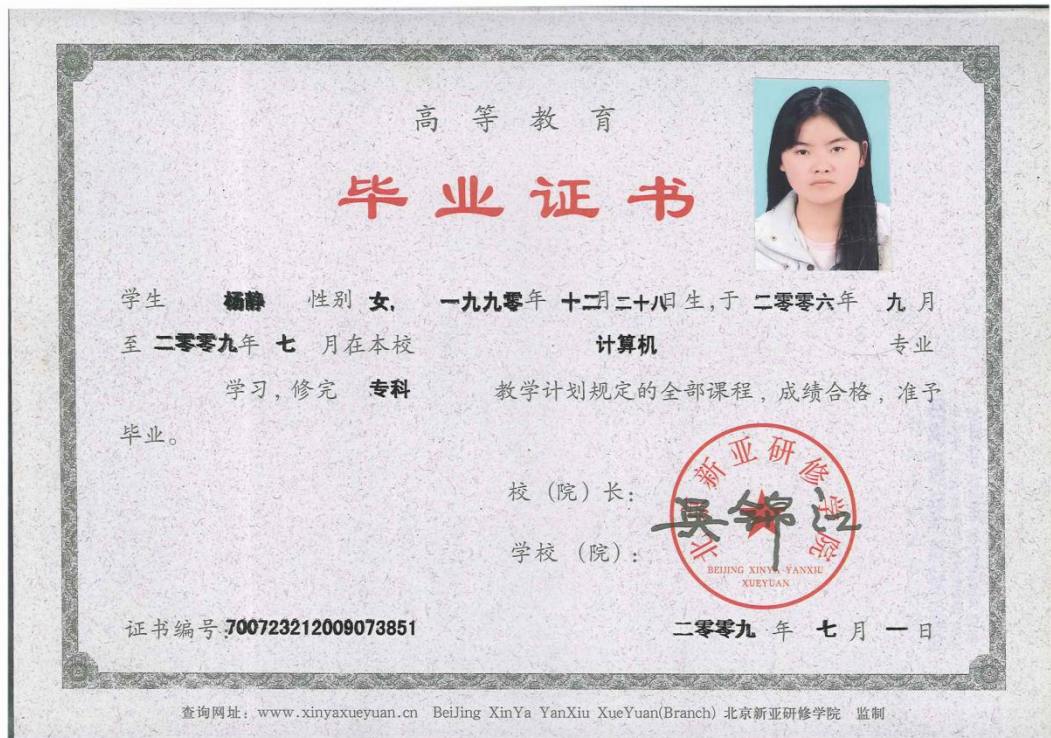 高等教育
毕业证书
学生 杨静 性别 女, 一九九零年 十二月二十八日生,于 二零零六年 九月
至 二零零九年 七 月在本校 计算机 专业
学习,修完 专科 教学计划规定的全部课程,成绩合格,准予
毕业。
校(院)长:
吴锦江
学校(院):
北京新亚研修学院
BEIJING XINYA YANXIU
XUEYUAN
证书编号:700723212009073851
二零零九 年 七 月 一 日
查询网址:www.xinyaxueyuan.cn BeiJing XinYa YanXiu XueYuan(Branch) 北京新亚研修学院 监制